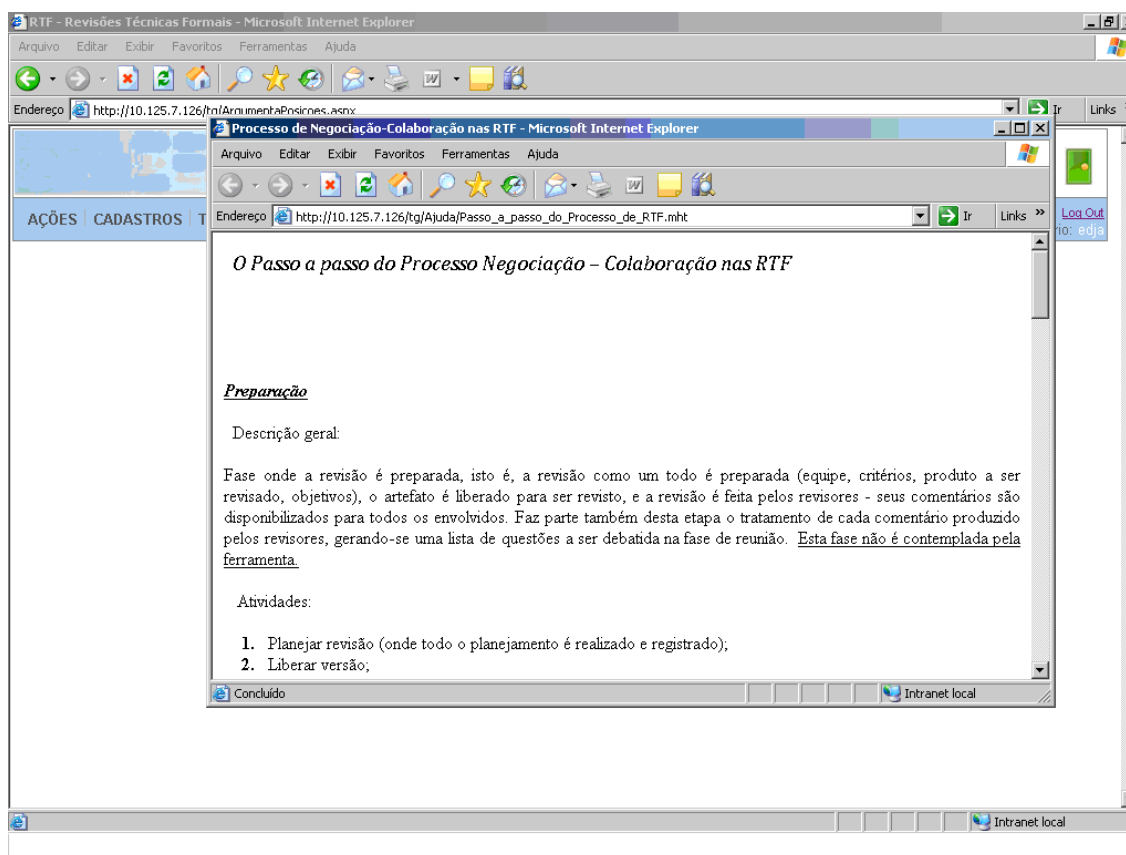 RTF - Revisões Técnicas Formais - Microsoft Internet Explorer
Arquivo Editar Exibir Favoritos Ferramentas Ajuda
Endereço http://10.125.7.126/tg/ArgumentaPosicoes.aspx Ir Links
Processo de Negociação-Colaboração nas RTF - Microsoft Internet Explorer
Arquivo Editar Exibir Favoritos Ferramentas Ajuda
Endereço http://10.125.7.126/tg/Ajuda/Passo_a_passo_do_Processo_de_RTF.mht Ir Links »
AÇÕES CADASTROS T
Log Out
rio: edja
O Passo a passo do Processo Negociação – Colaboração nas RTF
Preparação
Descrição geral:
Fase onde a revisão é preparada, isto é, a revisão como um todo é preparada (equipe, critérios, produto a ser
revisado, objetivos), o artefato é liberado para ser revisto, e a revisão é feita pelos revisores - seus comentários são
disponibilizados para todos os envolvidos. Faz parte também desta etapa o tratamento de cada comentário produzido
pelos revisores, gerando-se uma lista de questões a ser debatida na fase de reunião. Esta fase não é contemplada pela
ferramenta.
Atividades:
1. Planejar revisão (onde todo o planejamento é realizado e registrado);
2. Liberar versão;
Concluído Intranet local
Intranet local